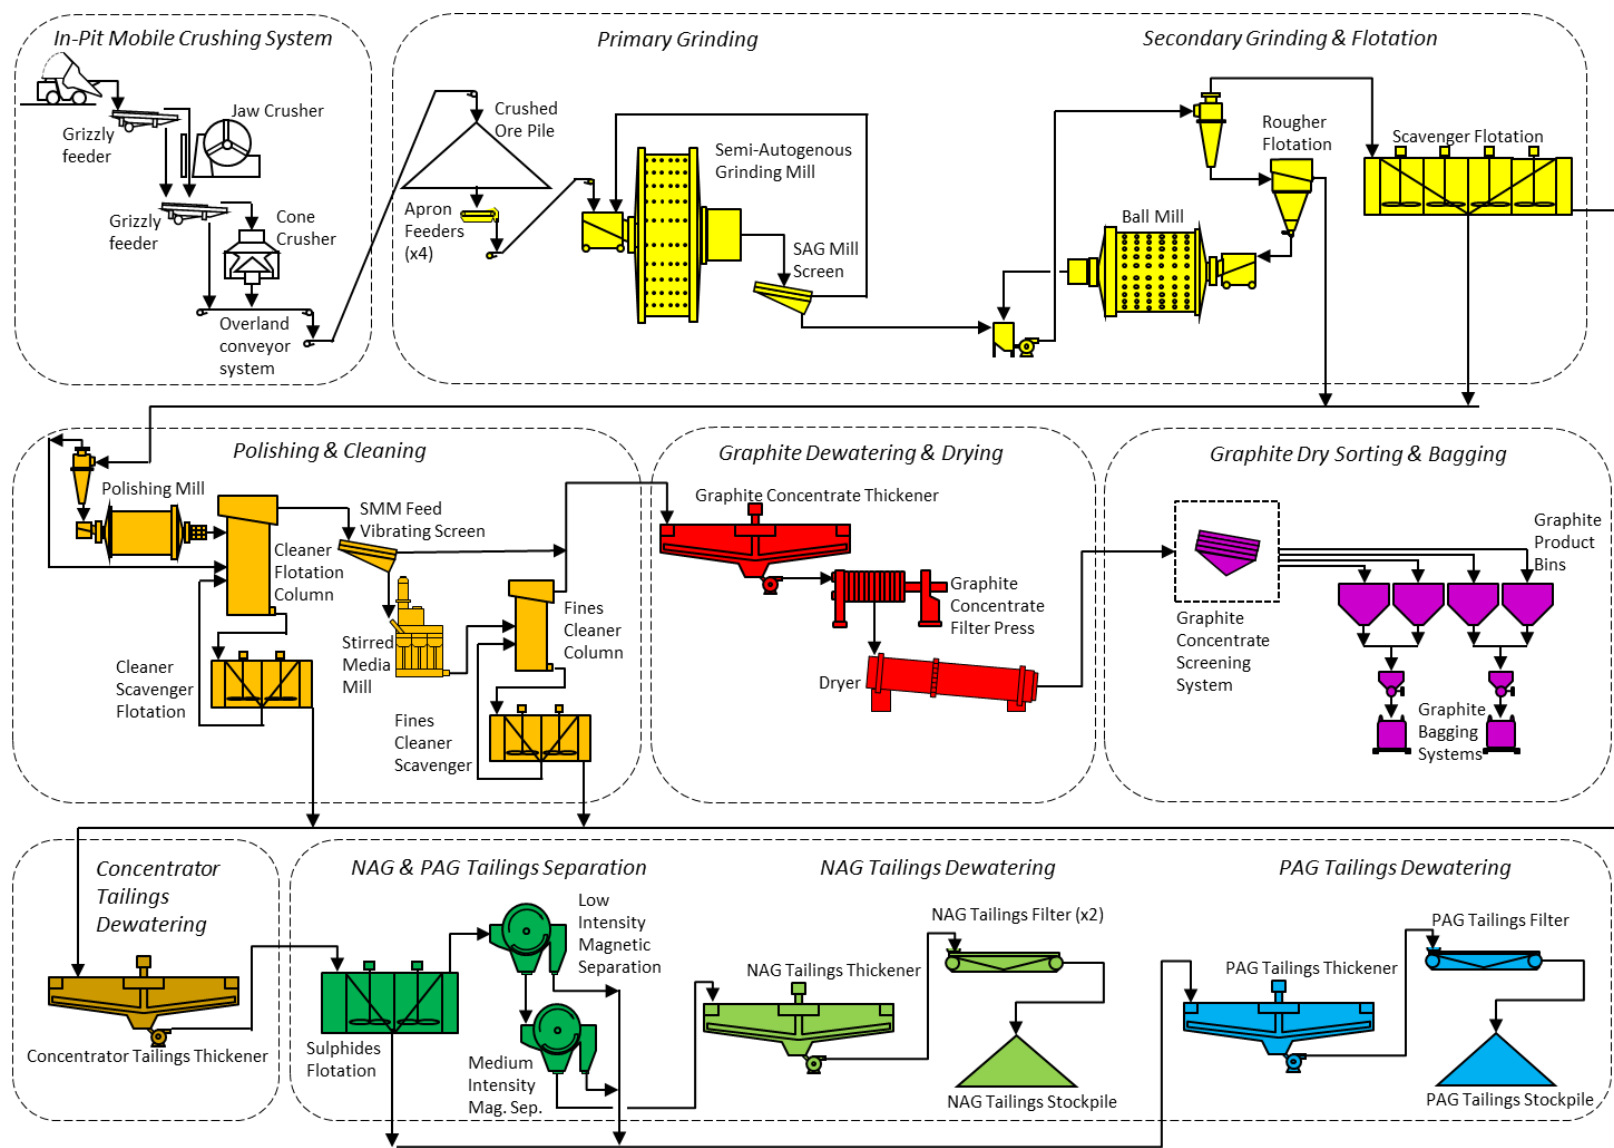 In-Pit Mobile Crushing System
Grizzly
feeder
Jaw Crusher
Grizzly
feeder
Cone
Crusher
Overland
conveyor
system
Primary Grinding
Crushed
Ore Pile
Apron
Feeders
(x4)
Semi-Autogenous
Grinding Mill
SAG Mill
Screen
Secondary Grinding & Flotation
Rougher
Flotation
Scavenger Flotation
Ball Mill
Polishing & Cleaning
Polishing Mill
SMM Feed
Vibrating Screen
Cleaner
Flotation
Column
Stirred
Media
Mill
Fines
Cleaner
Column
Cleaner
Scavenger
Flotation
Fines
Cleaner
Scavenger
Graphite Dewatering & Drying
Graphite Concentrate Thickener
Graphite
Concentrate
Filter Press
Dryer
Graphite Dry Sorting & Bagging
Graphite
Product
Bins
Graphite
Concentrate
Screening
System
Graphite
Bagging
Systems
Concentrator
Tailings
Dewatering
Concentrator Tailings Thickener
NAG & PAG Tailings Separation
Low
Intensity
Magnetic
Separation
Sulphides
Flotation
Medium
Intensity
Mag. Sep.
NAG Tailings Dewatering
NAG Tailings Filter (x2)
NAG Tailings Thickener
NAG Tailings Stockpile
PAG Tailings Dewatering
PAG Tailings Filter
PAG Tailings Thickener
PAG Tailings Stockpile